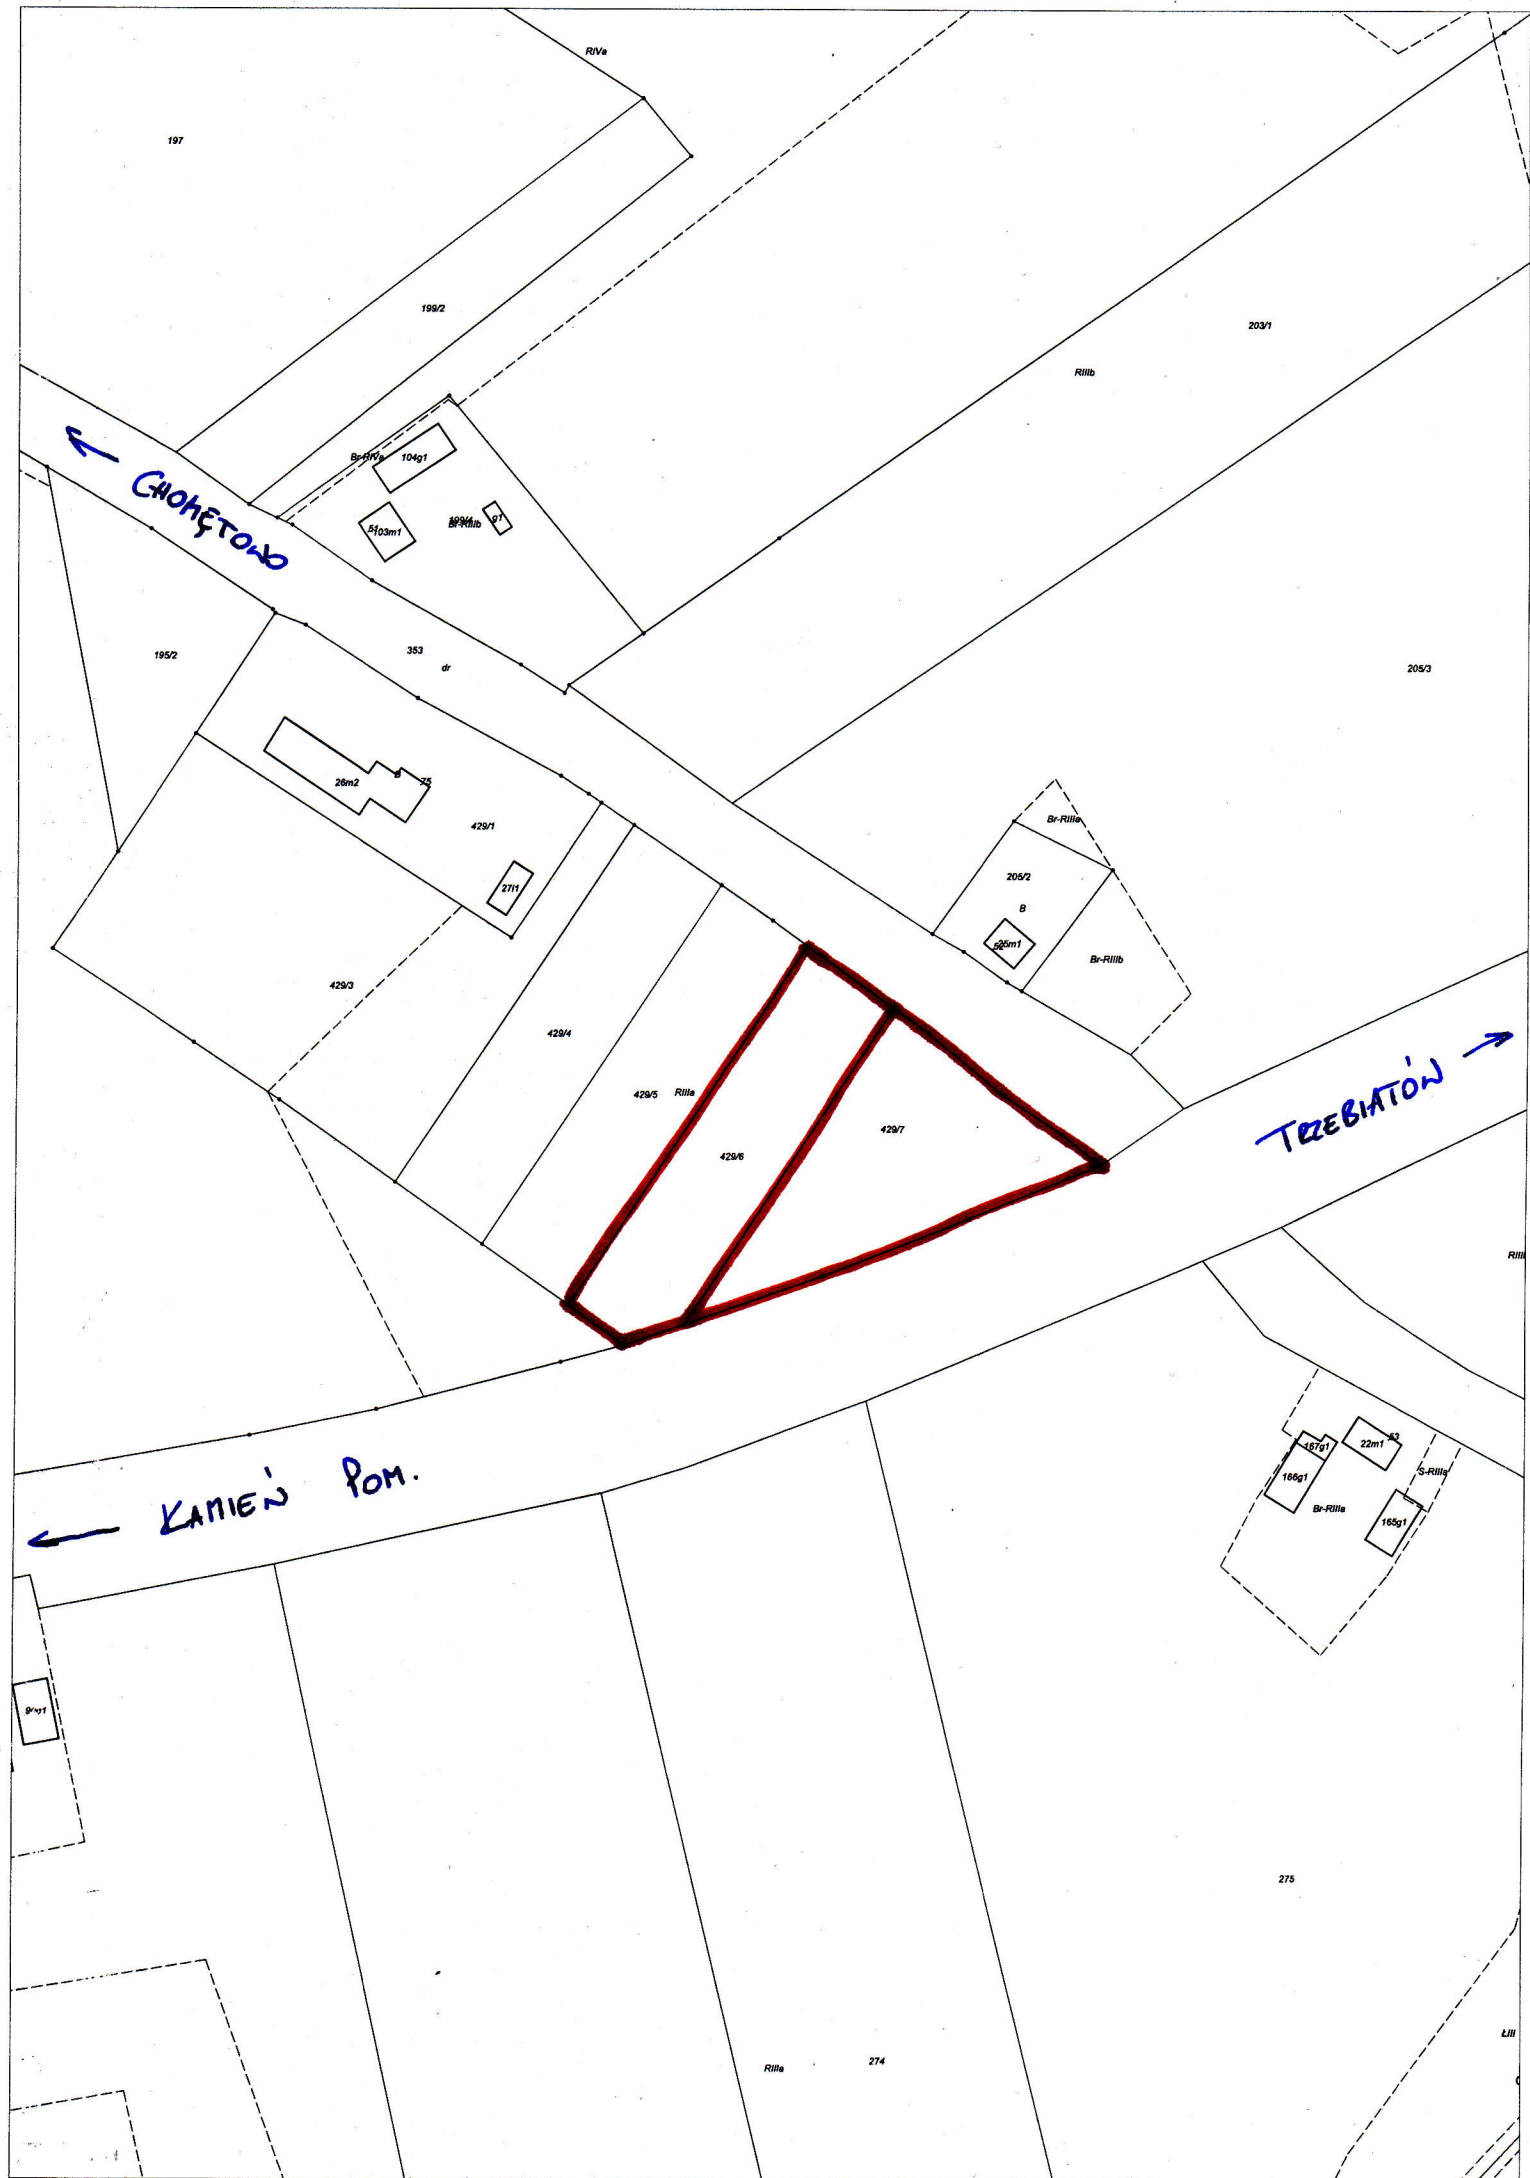 RIVa
197
199/2
203/1
RIIIb
Br-RIVa
104g1
CHOMĘTOWO
51
103m1
Br-RIIIb
g1
353
dr
195/2
205/3
26m2
75
429/1
Br-RIIIa
205/2
B
27i1
52
25m1
Br-RIIIb
429/3
429/4
429/5
RIIIa
TRZEBIATÓW
429/7
429/6
KAMIEŃ POM.
53
22m1
167g1
166g1
S-RIIIa
Br-RIIIa
165g1
275
ŁIII
RIIIa
274